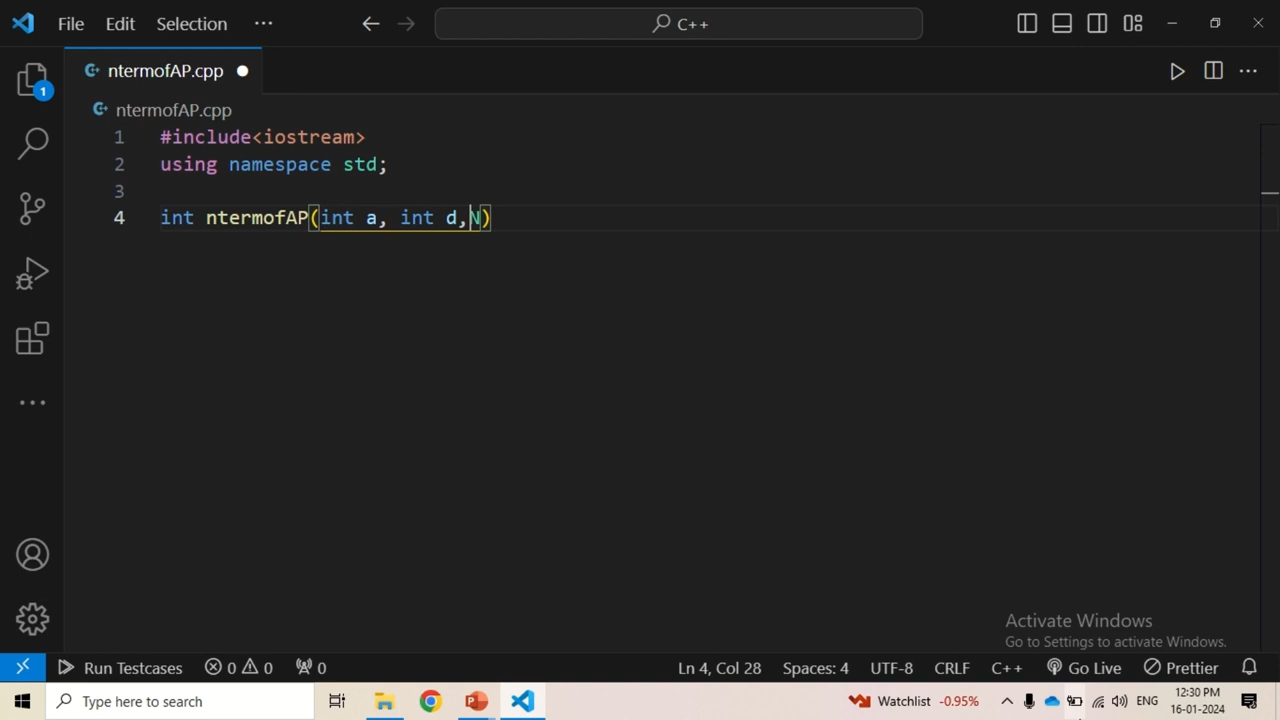 File Edit Selection ··· C++
ntermofAP.cpp
1
ntermofAP.cpp
1 #include<iostream>
2 using namespace std;
3
4 int ntermofAP(int a, int d,N)
Activate Windows
Go to Settings to activate Windows.
Run Testcases 0 0 0 Ln 4, Col 28 Spaces: 4 UTF-8 CRLF C++ Go Live Prettier
Type here to search Watchlist -0.95% ENG 12:30 PM
16-01-2024